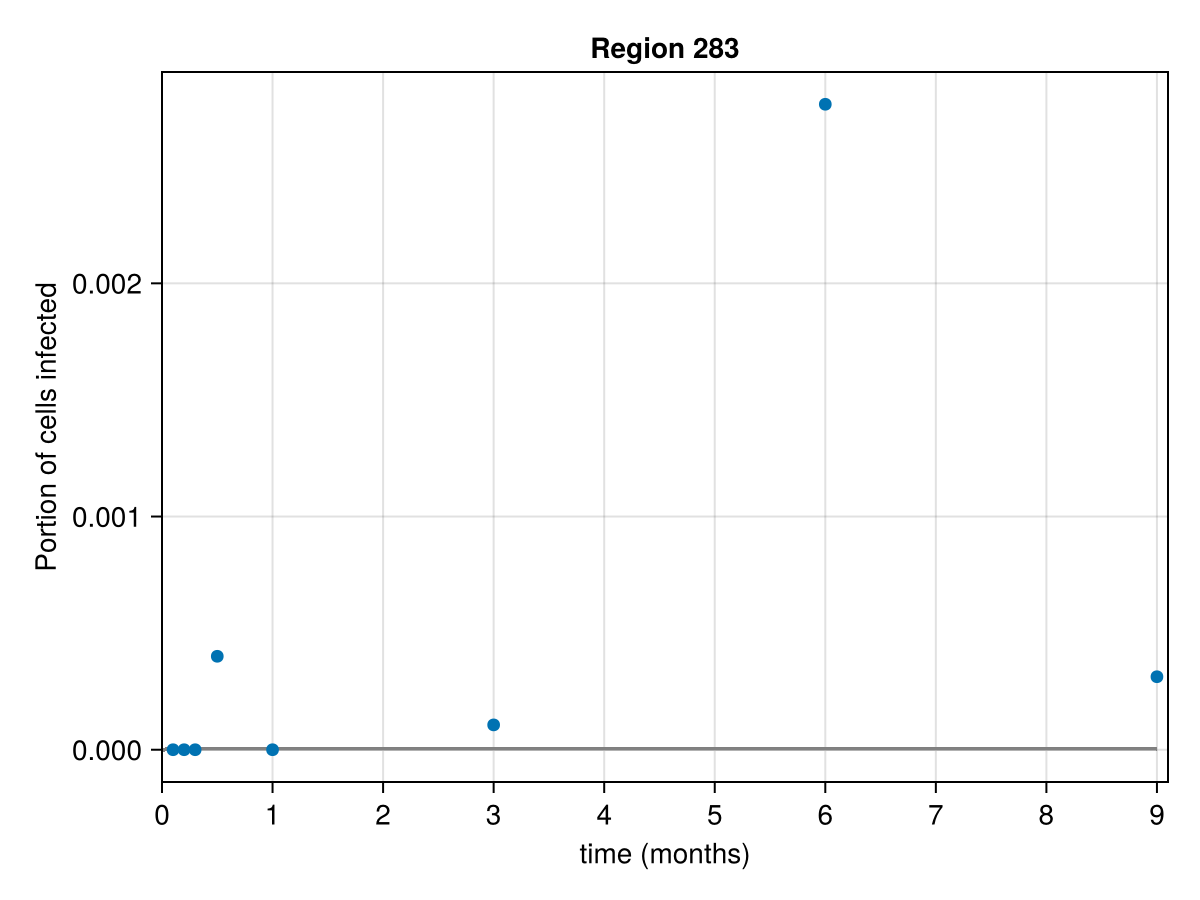 Region 283
Portion of cells infected
0.002
0.001
0.000
0 1 2 3 4 5 6 7 8 9
time (months)